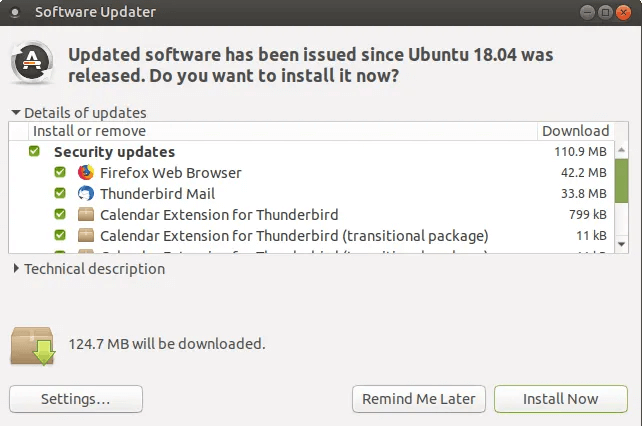 Software Updater
Updated software has been issued since Ubuntu 18.04 was
released. Do you want to install it now?
Details of updates
Install or remove Download
Security updates 110.9 MB
Firefox Web Browser 42.2 MB
Thunderbird Mail 33.8 MB
Calendar Extension for Thunderbird 799 kB
Calendar Extension for Thunderbird (transitional package) 11 kB
Technical description
124.7 MB will be downloaded.
Settings... Remind Me Later Install Now